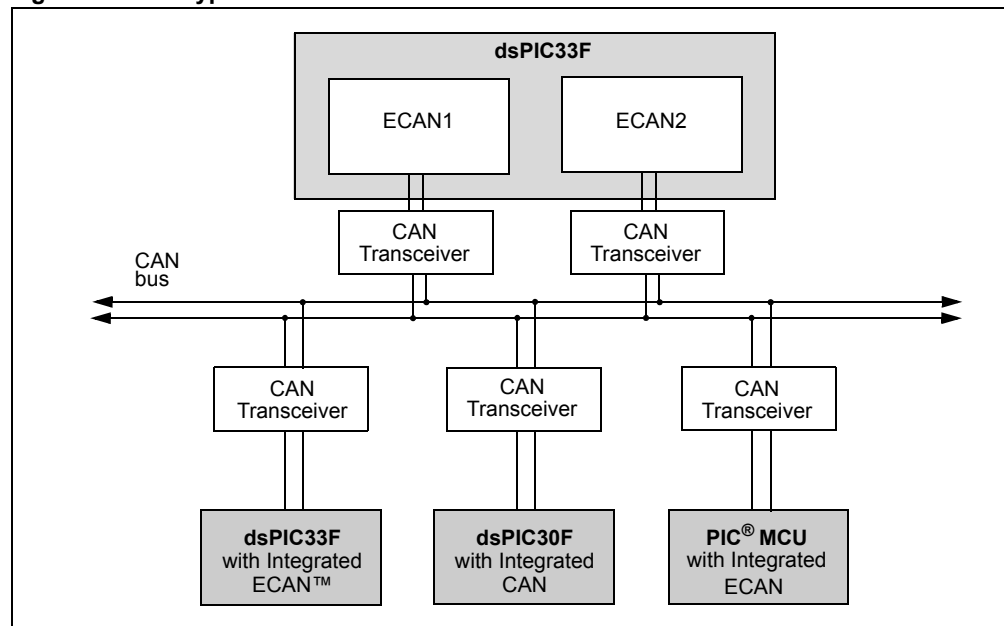 dsPIC33F
ECAN1
ECAN2
CAN
Transceiver
CAN
Transceiver
CAN
bus
CAN
Transceiver
CAN
Transceiver
CAN
Transceiver
dsPIC33F
with Integrated
ECAN™
dsPIC30F
with Integrated
CAN
PIC® MCU
with Integrated
ECAN